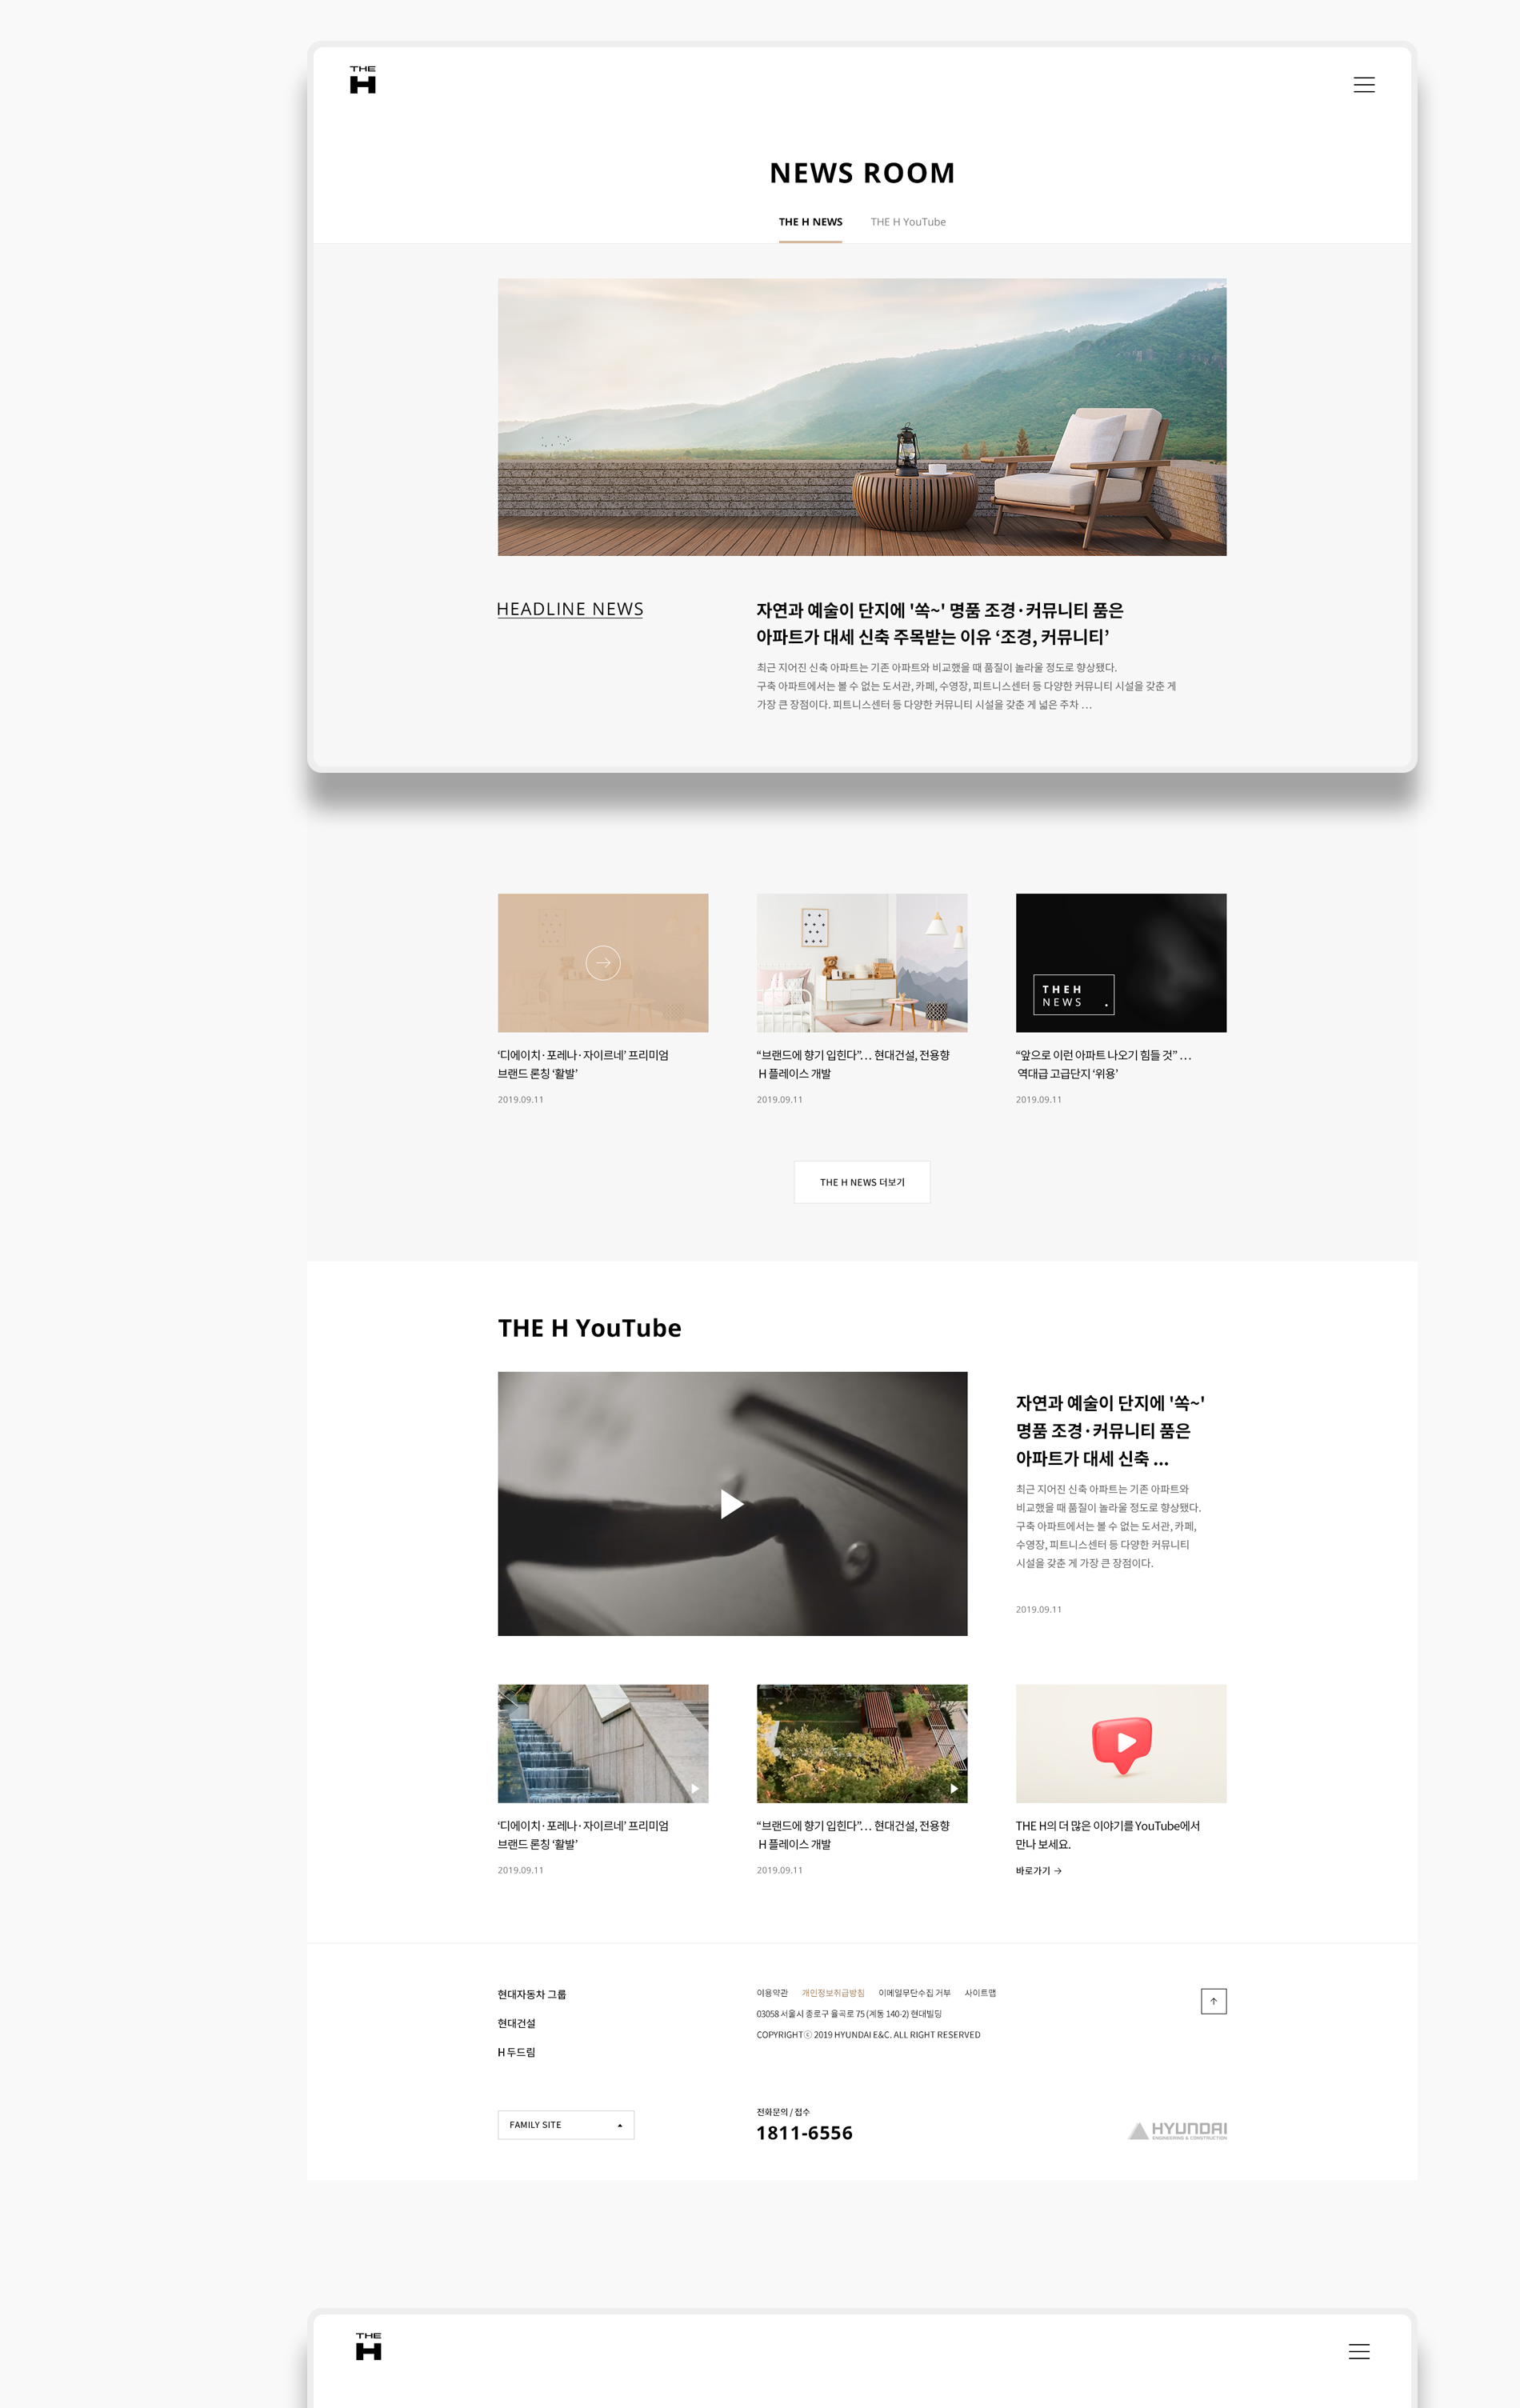 THE
H
NEWS ROOM
THE H NEWS THE H YouTube
HEADLINE NEWS
자연과 예술이 단지에 '쏙~' 명품 조경·커뮤니티 품은
아파트가 대세 신축 주목받는 이유 ‘조경, 커뮤니티’
최근 지어진 신축 아파트는 기존 아파트와 비교했을 때 품질이 놀라울 정도로 향상됐다.
구축 아파트에서는 볼 수 없는 도서관, 카페, 수영장, 피트니스센터 등 다양한 커뮤니티 시설을 갖춘 게
가장 큰 장점이다. 피트니스센터 등 다양한 커뮤니티 시설을 갖춘 게 넓은 주차 …
THE H
NEWS .
‘디에이치·포레나·자이르네’ 프리미엄
브랜드 론칭 ‘활발’
2019.09.11
“브랜드에 향기 입힌다”… 현대건설, 전용향
H 플레이스 개발
2019.09.11
“앞으로 이런 아파트 나오기 힘들 것” …
역대급 고급단지 ‘위용’
2019.09.11
THE H NEWS 더보기
THE H YouTube
자연과 예술이 단지에 '쏙~'
명품 조경·커뮤니티 품은
아파트가 대세 신축 ...
최근 지어진 신축 아파트는 기존 아파트와
비교했을 때 품질이 놀라울 정도로 향상됐다.
구축 아파트에서는 볼 수 없는 도서관, 카페,
수영장, 피트니스센터 등 다양한 커뮤니티
시설을 갖춘 게 가장 큰 장점이다.
2019.09.11
‘디에이치·포레나·자이르네’ 프리미엄
브랜드 론칭 ‘활발’
2019.09.11
“브랜드에 향기 입힌다”… 현대건설, 전용향
H 플레이스 개발
2019.09.11
THE H의 더 많은 이야기를 YouTube에서
만나 보세요.
바로가기 →
현대자동차 그룹
현대건설
H 두드림
이용약관 개인정보취급방침 이메일무단수집 거부 사이트맵
03058 서울시 종로구 율곡로 75 (계동 140-2) 현대빌딩
COPYRIGHTⓒ 2019 HYUNDAI E&C. ALL RIGHT RESERVED
FAMILY SITE
전화문의 / 접수
1811-6556
HYUNDAI
ENGINEERING & CONSTRUCTION
THE
H